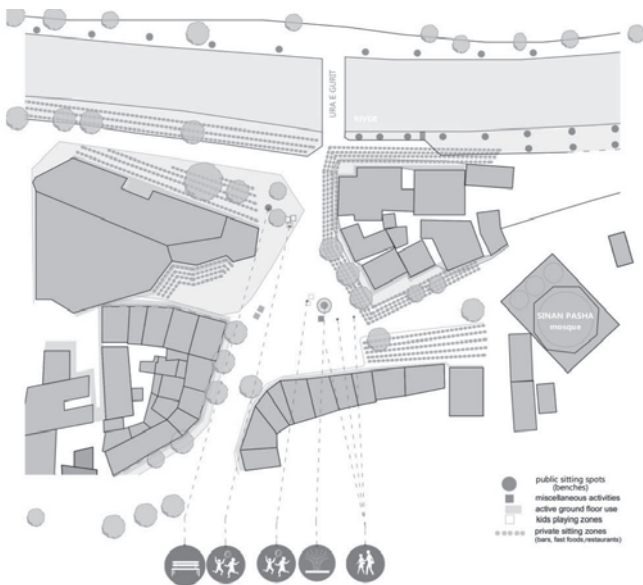 URA E GURIT
RIVER
SINAN PASHA
mosque
public sitting spots
(benches)
miscellaneous activities
active ground floor use
kids playing zones
private sitting zones
(bars, fast foods, restaurants)